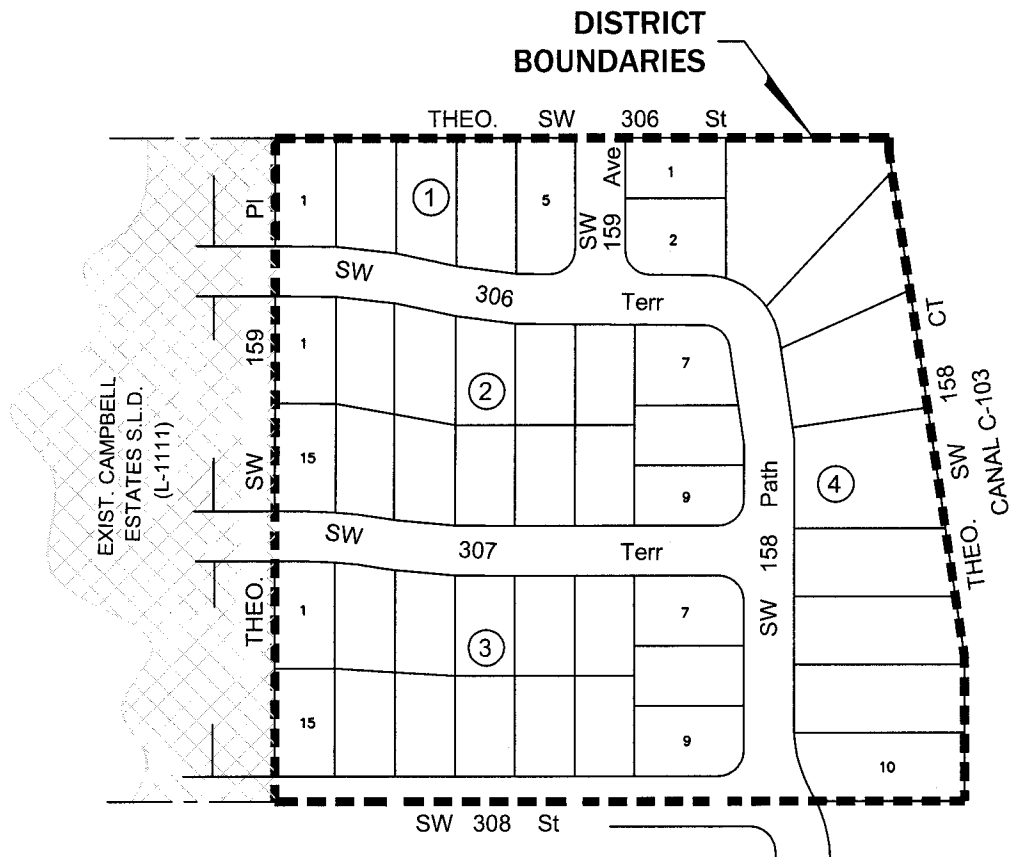 DISTRICT
BOUNDARIES
THEO. SW 306 St
1
1
5
SW 159 Ave
1
2
SW 306 Terr
THEO. SW 159 Pl
EXIST. CAMPBELL
ESTATES S.L.D.
(L-1111)
1
2
7
15
9
SW 158 Path
4
THEO. SW 158 CT
CANAL C-103
SW 307 Terr
1
3
7
15
9
10
SW 308 St